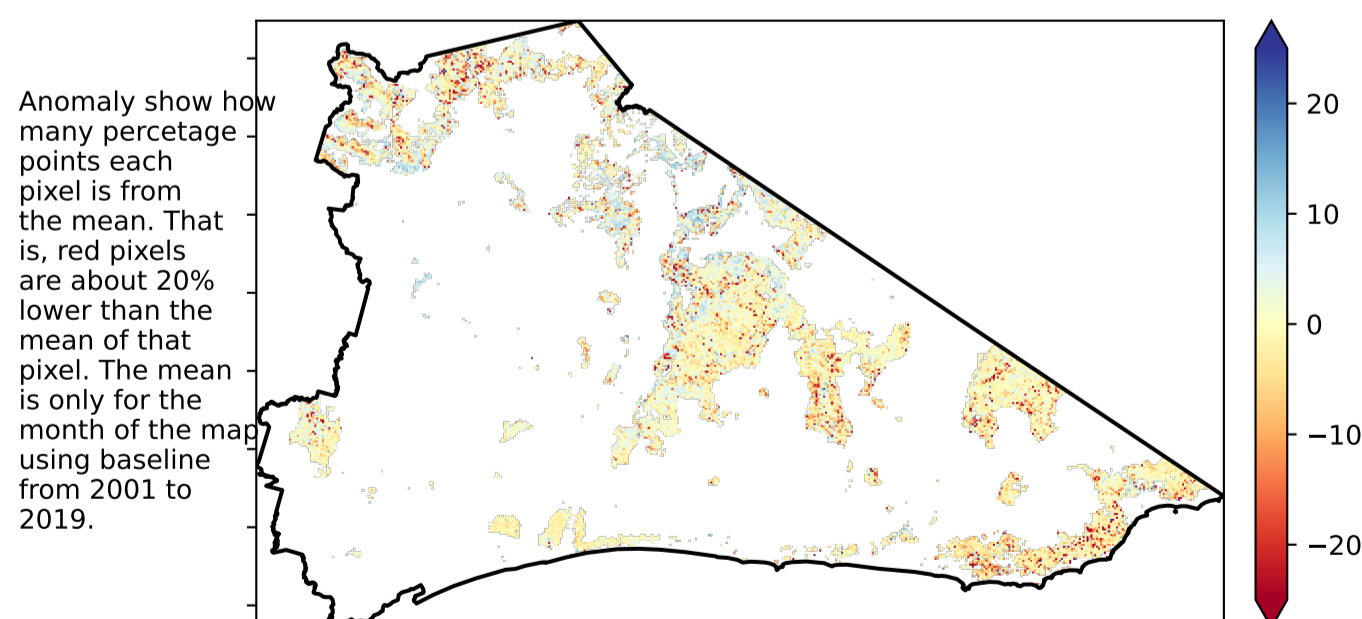 Anomaly show how
many percetage
points each
pixel is from
the mean. That
is, red pixels
are about 20%
lower than the
mean of that
pixel. The mean
is only for the
month of the map
using baseline
from 2001 to
2019.
20
10
0
−10
−20